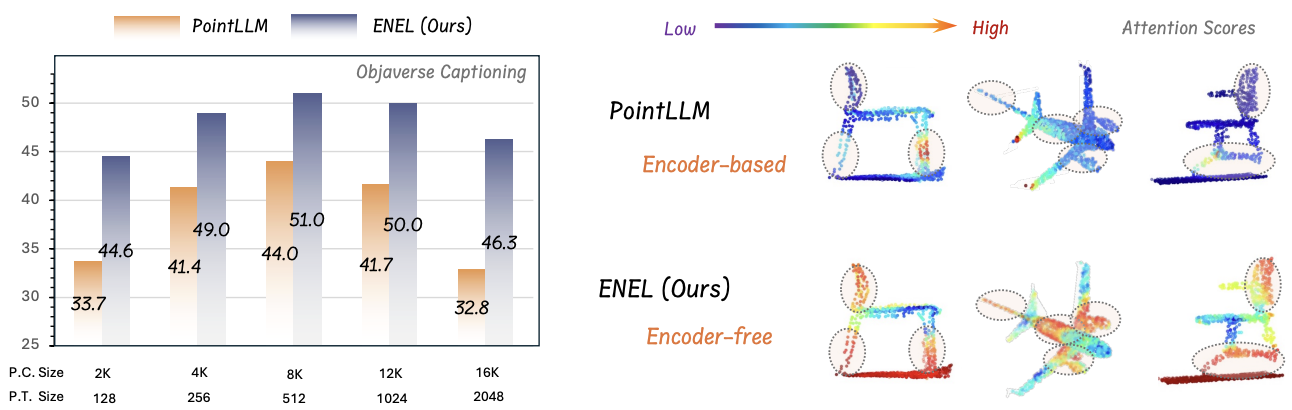 PointLLM ENEL (Ours)
Objaverse Captioning
50
45
40
35
30
25
33.7
44.6
41.4
49.0
44.0
51.0
41.7
50.0
32.8
46.3
P.C. Size 2K 4K 8K 12K 16K
P.T. Size 128 256 512 1024 2048
Low High Attention Scores
PointLLM
Encoder-based
ENEL (Ours)
Encoder-free